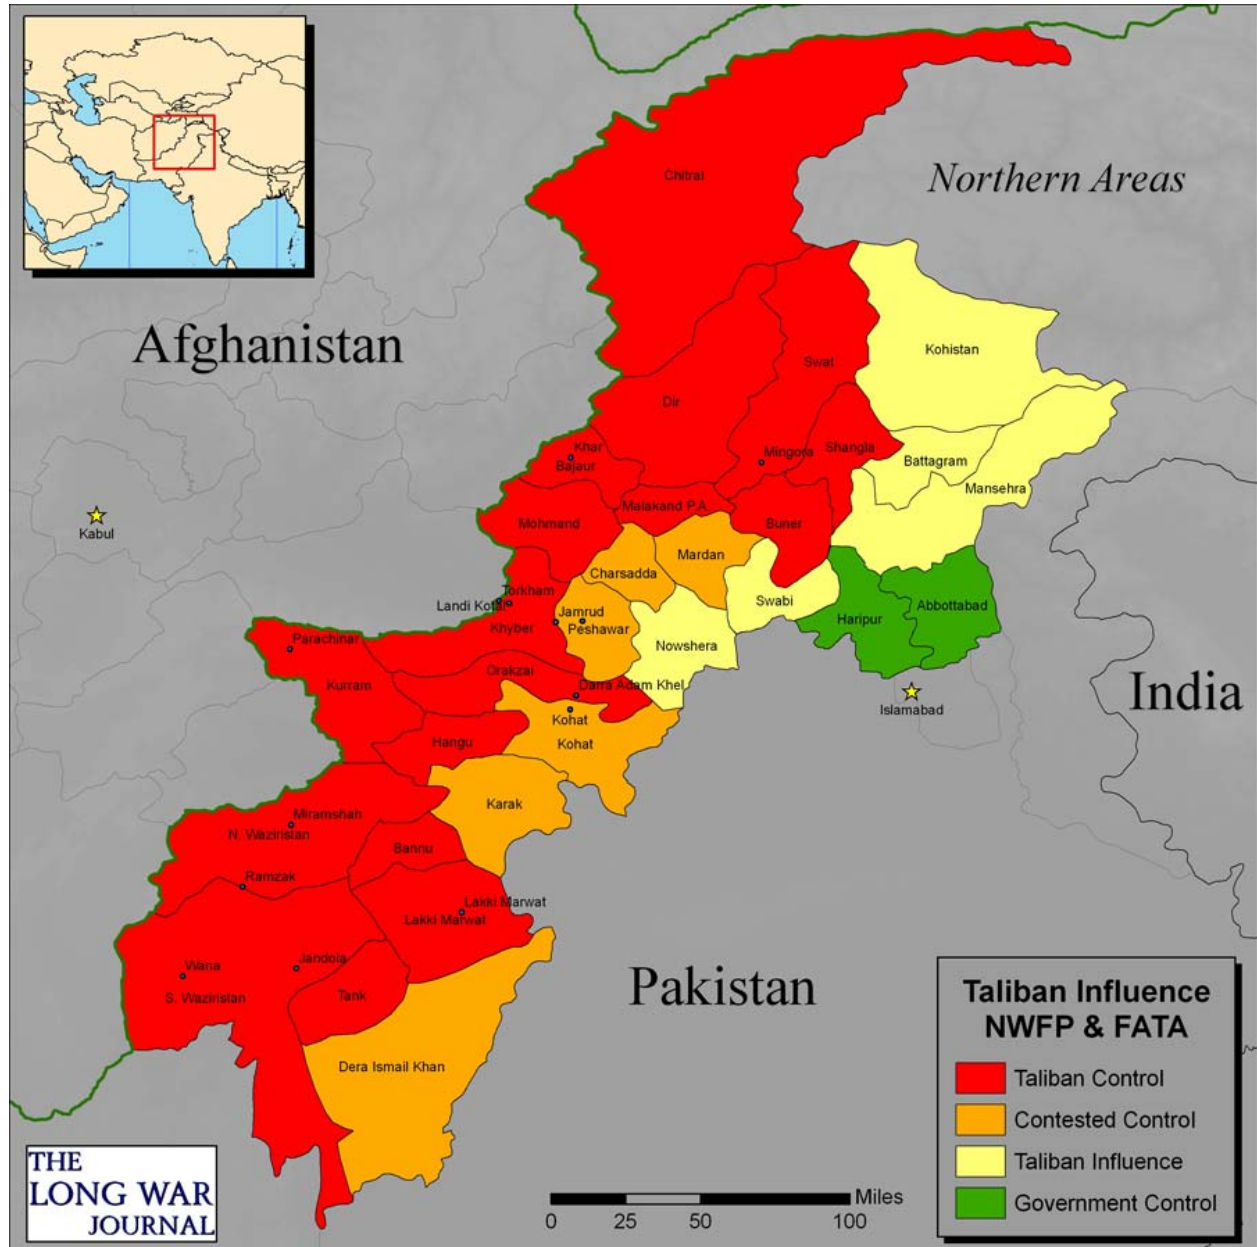 Northern Areas
Chitral
Afghanistan
Kohistan
Swat
Dir
Khar
Bajaur
Mingora
Shangla
Battagram
Mansehra
Kabul
Mohmand
Malakand P.A.
Buner
Mardan
Charsadda
Torkham
Landi Kotal
Jamrud
Peshawar
Khyber
Swabi
Haripur
Abbottabad
Nowshera
Parachinar
Kurram
Orakzai
Darra Adam Khel
Islamabad
India
Kohat
Kohat
Hangu
Karak
Miramshah
N. Waziristan
Bannu
Ramzak
Lakki Marwat
Lakki Marwat
Wana
Jandola
S. Waziristan
Tank
Pakistan
Dera Ismail Khan
Taliban Influence
NWFP & FATA
Taliban Control
Contested Control
Taliban Influence
Government Control
THE
LONG WAR
JOURNAL
Miles
0 25 50 100